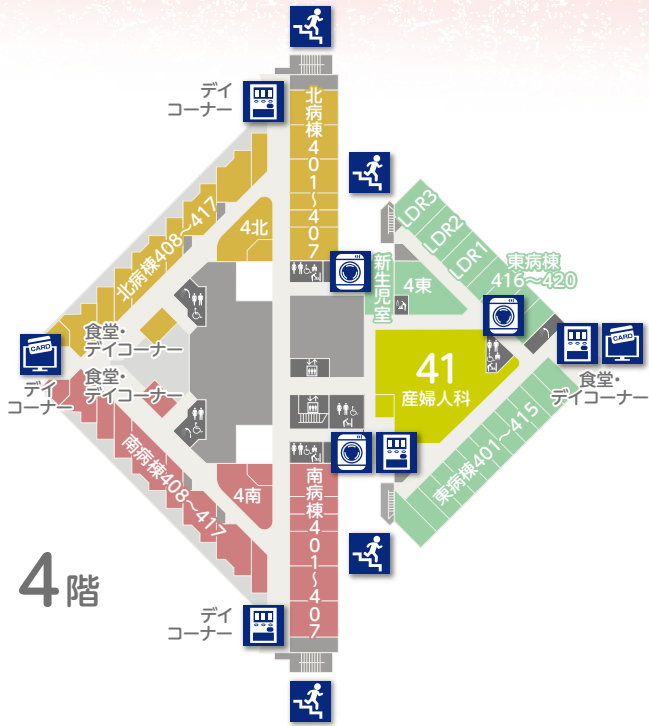 デイ
コーナー
北病棟401〜407
LDR3
LDR2
LDR1
東病棟
416〜420
4北
北病棟408〜417
新生児室
4東
CARD
食堂・
デイコーナー
デイ
コーナー
食堂・
デイコーナー
41
産婦人科
CARD
食堂・
デイコーナー
東病棟401〜415
南病棟408〜417
4南
南病棟401〜407
4階
デイ
コーナー